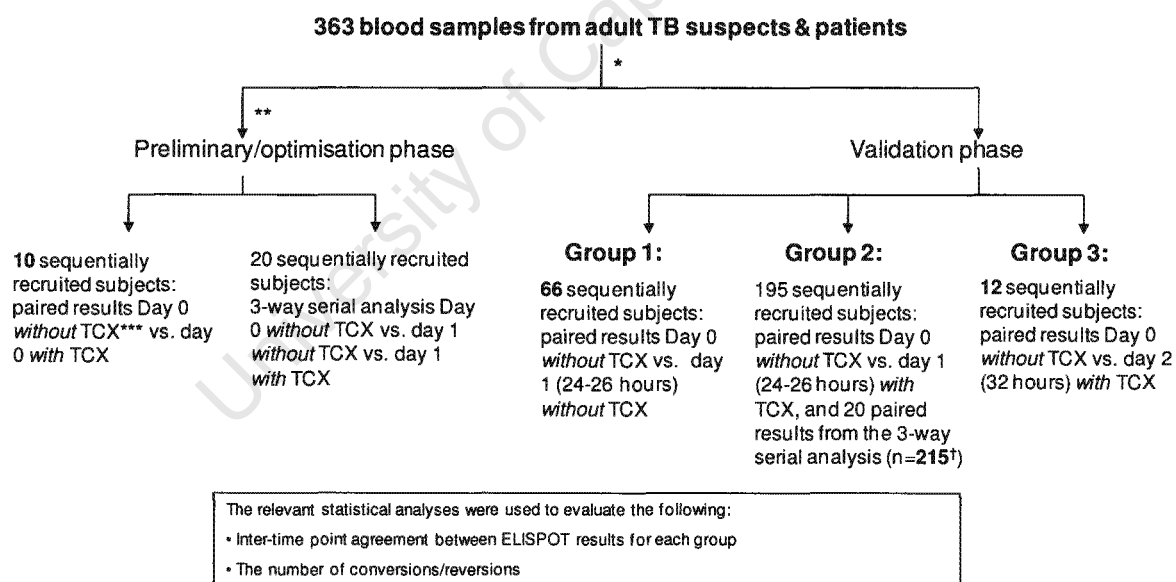 363 blood samples from adult TB suspects & patients
*
**
Preliminary/optimisation phase
Validation phase
10 sequentially
recruited subjects:
paired results Day 0
without TCX*** vs. day
0 with TCX
20 sequentially recruited
subjects:
3-way serial analysis Day
0 without TCX vs. day 1
without TCX vs. day 1
with TCX
Group 1:
66 sequentially
recruited subjects:
paired results Day 0
without TCX vs. day
1 (24-26 hours)
without TCX
Group 2:
195 sequentially
recruited subjects:
paired results Day 0
without TCX vs. day 1
(24-26 hours) with
TCX, and 20 paired
results from the 3-way
serial analysis (n=215†)
Group 3:
12 sequentially
recruited subjects:
paired results Day 0
without TCX vs. day 2
(32 hours) with TCX
The relevant statistical analyses were used to evaluate the following:
• Inter-time point agreement between ELISPOT results for each group
• The number of conversions/reversions
University of Cap